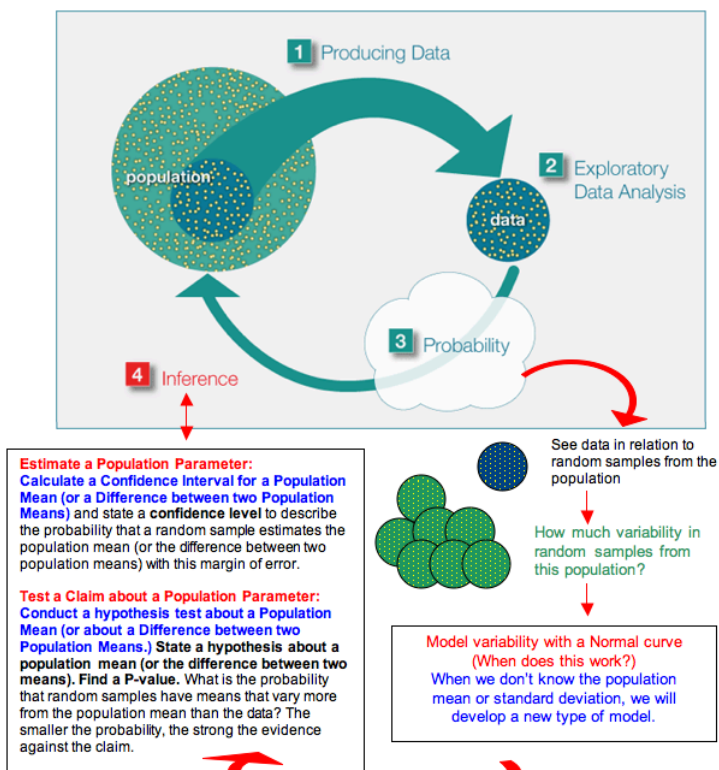 1 Producing Data
population
2 Exploratory
Data Analysis
data
3 Probability
4 Inference
See data in relation to
random samples from the
population
How much variability in
random samples from
this population?
Model variability with a Normal curve
(When does this work?)
When we don't know the population
mean or standard deviation, we will
develop a new type of model.
Estimate a Population Parameter:
Calculate a Confidence Interval for a Population
Mean (or a Difference between two Population
Means) and state a confidence level to describe
the probability that a random sample estimates the
population mean (or the difference between two
population means) with this margin of error.
Test a Claim about a Population Parameter:
Conduct a hypothesis test about a Population
Mean (or about a Difference between two
Population Means.) State a hypothesis about a
population mean (or the difference between two
means). Find a P-value. What is the probability
that random samples have means that vary more
from the population mean than the data? The
smaller the probability, the strong the evidence
against the claim.